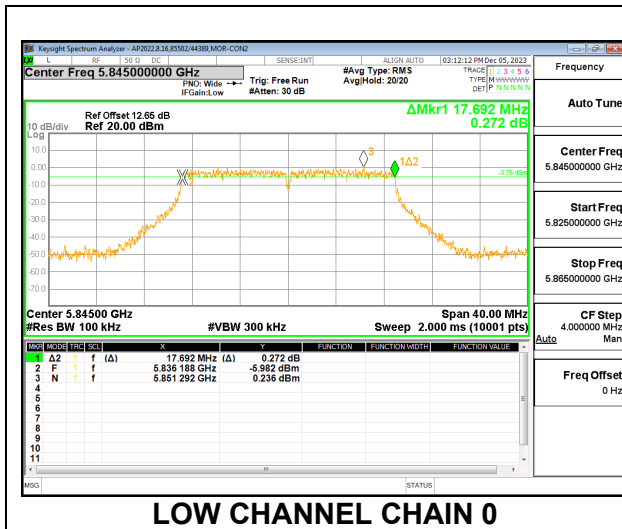 Keysight Spectrum Analyzer - AP2022.8.16,85502/44389,MOR-CON2
LXI L RF 50 Ω DC SENSE:INT ALIGN AUTO 03:12:12 PM Dec 05, 2023
Center Freq 5.845000000 GHz
PNO: Wide
IFGain:Low
Trig: Free Run
#Atten: 30 dB
#Avg Type: RMS
Avg|Hold: 20/20
TRACE 1 2 3 4 5 6
TYPE M WWWWW
DET P N N N N N
Ref Offset 12.65 dB
10 dB/div Ref 20.00 dBm
Log
ΔMkr1 17.692 MHz
0.272 dB
10.0
0.00
-10.0
-20.0
-30.0
-40.0
-50.0
-60.0
-70.0
3
1Δ2
2
-5.76 dBm
Center 5.84500 GHz Span 40.00 MHz
#Res BW 100 kHz #VBW 300 kHz Sweep 2.000 ms (10001 pts)
MKR MODE TRC SCL X Y FUNCTION FUNCTION WIDTH FUNCTION VALUE
1 Δ2 1 f (Δ) 17.692 MHz (Δ) 0.272 dB
2 F 1 f 5.836 188 GHz -5.982 dBm
3 N 1 f 5.851 292 GHz 0.236 dBm
4
5
6
7
8
9
10
11
MSG STATUS
Frequency
Auto Tune
Center Freq
5.845000000 GHz
Start Freq
5.825000000 GHz
Stop Freq
5.865000000 GHz
CF Step
4.000000 MHz
Auto Man
Freq Offset
0 Hz
LOW CHANNEL CHAIN 0